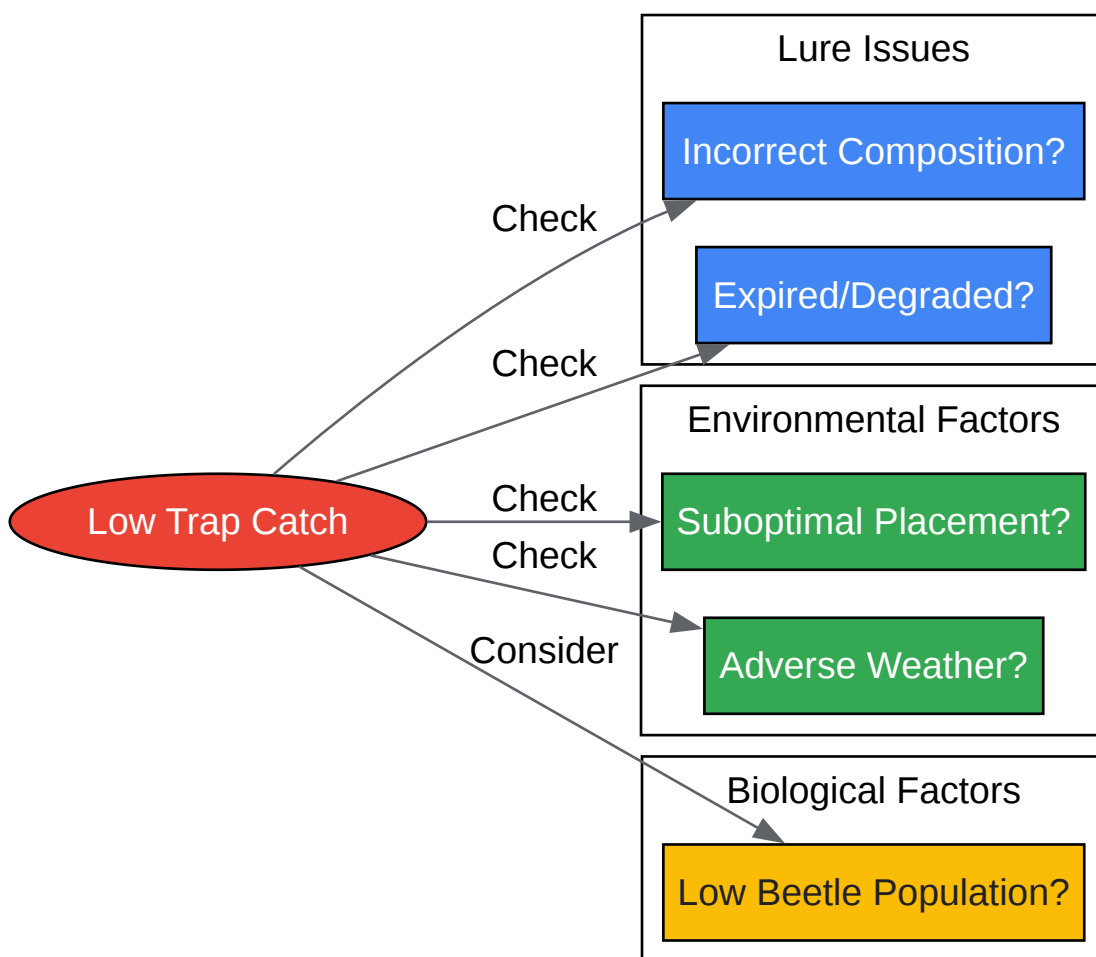 Lure Issues
Incorrect Composition?
Check
Expired/Degraded?
Check
Environmental Factors
Low Trap Catch
Check
Suboptimal Placement?
Check
Adverse Weather?
Consider
Biological Factors
Low Beetle Population?